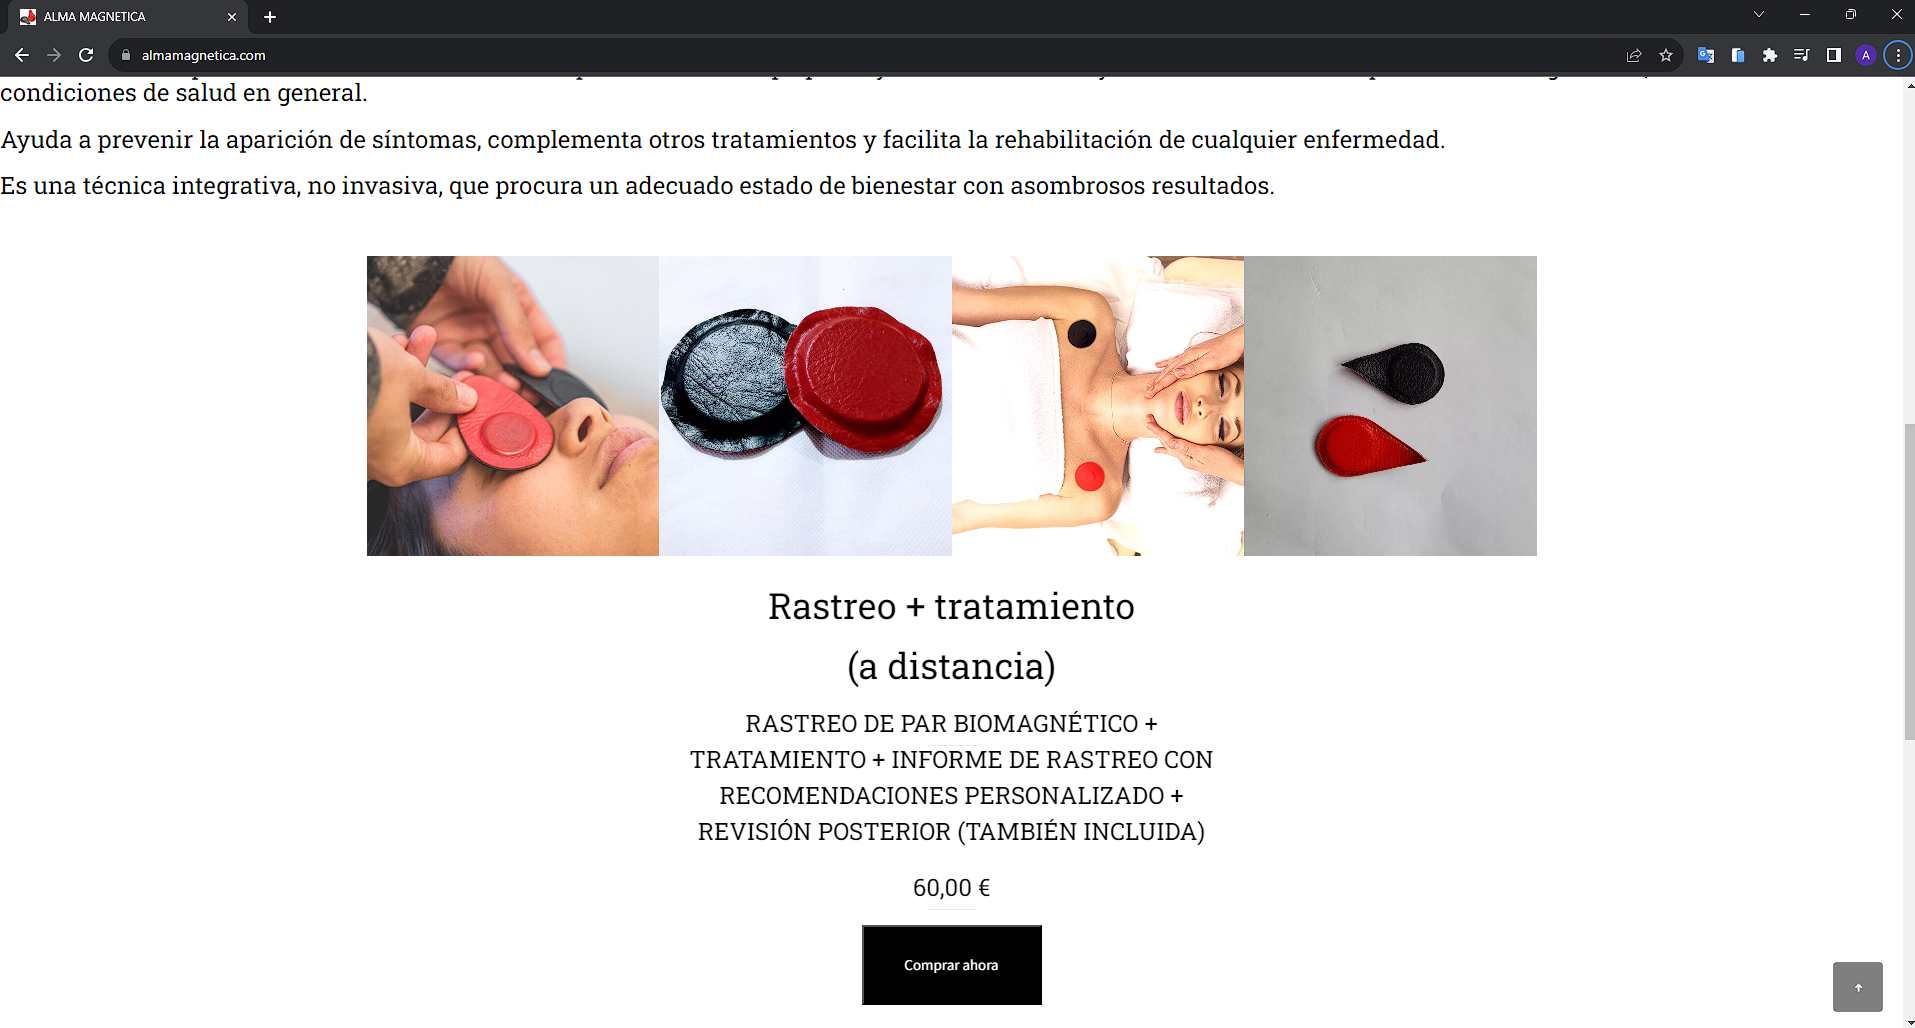 ALMA MAGNETICA
almamagnetica.com
A
condiciones de salud en general.
Ayuda a prevenir la aparición de síntomas, complementa otros tratamientos y facilita la rehabilitación de cualquier enfermedad.
Es una técnica integrativa, no invasiva, que procura un adecuado estado de bienestar con asombrosos resultados.
Rastreo + tratamiento
(a distancia)
RASTREO DE PAR BIOMAGNÉTICO +
TRATAMIENTO + INFORME DE RASTREO CON
RECOMENDACIONES PERSONALIZADO +
REVISIÓN POSTERIOR (TAMBIÉN INCLUIDA)
60,00 €
Comprar ahora